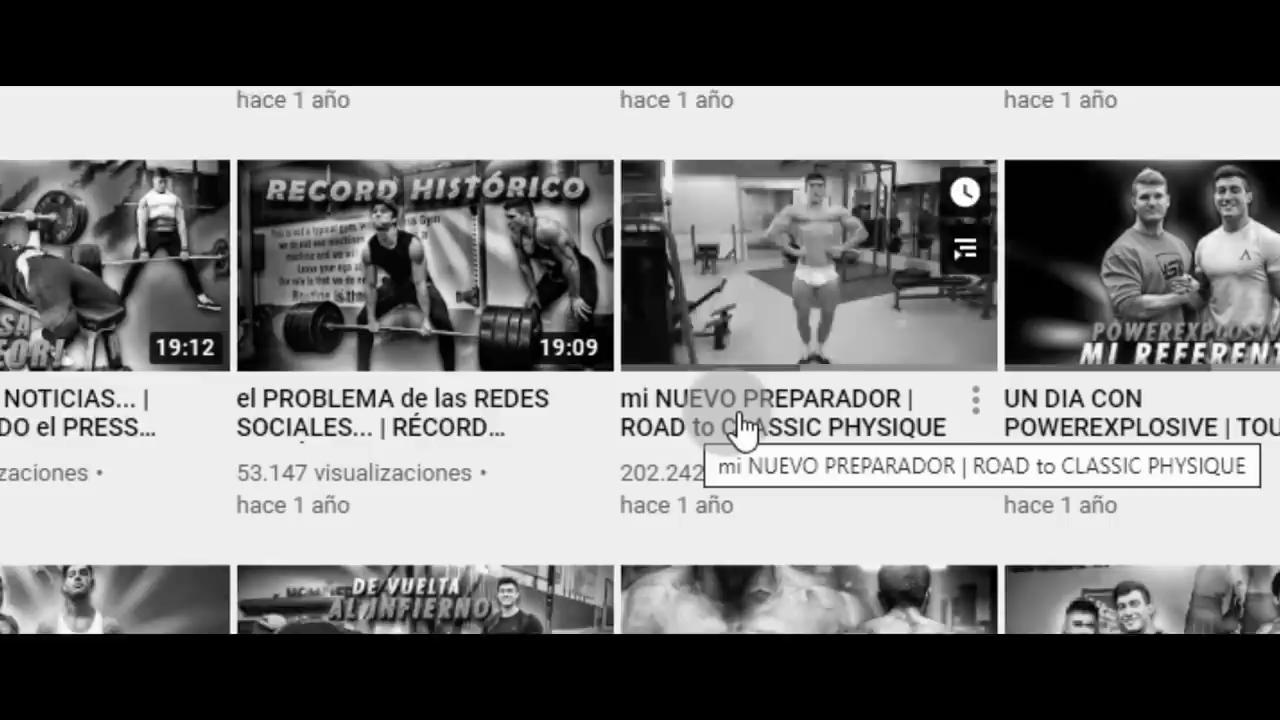 hace 1 año
hace 1 año
hace 1 año
RECORD HISTÓRICO
19:12
19:09
POWEREXPLOSIV
MI REFERENT
NOTICIAS... |
DO el PRESS...
zaciones •
el PROBLEMA de las REDES
SOCIALES... | RÉCORD...
53.147 visualizaciones •
hace 1 año
mi NUEVO PREPARADOR |
ROAD to CLASSIC PHYSIQUE
202.242
hace 1 año
UN DIA CON
POWEREXPLOSIVE | TOU
mi NUEVO PREPARADOR | ROAD to CLASSIC PHYSIQUE
hace 1 año
DE VUELTA
AL INFIERNO